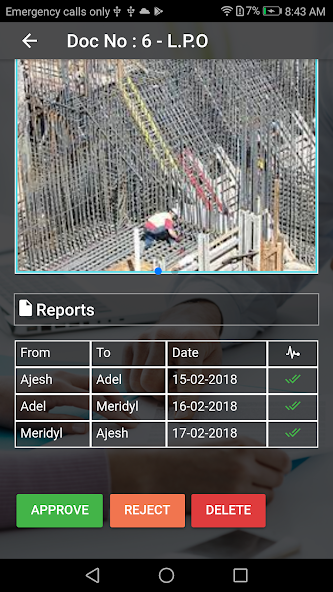 Emergency calls only 7% 8:43 AM
Doc No : 6 - L.P.O
Reports
From To Date
Ajesh Adel 15-02-2018
Adel Meridyl 16-02-2018
Meridyl Ajesh 17-02-2018
APPROVE REJECT DELETE